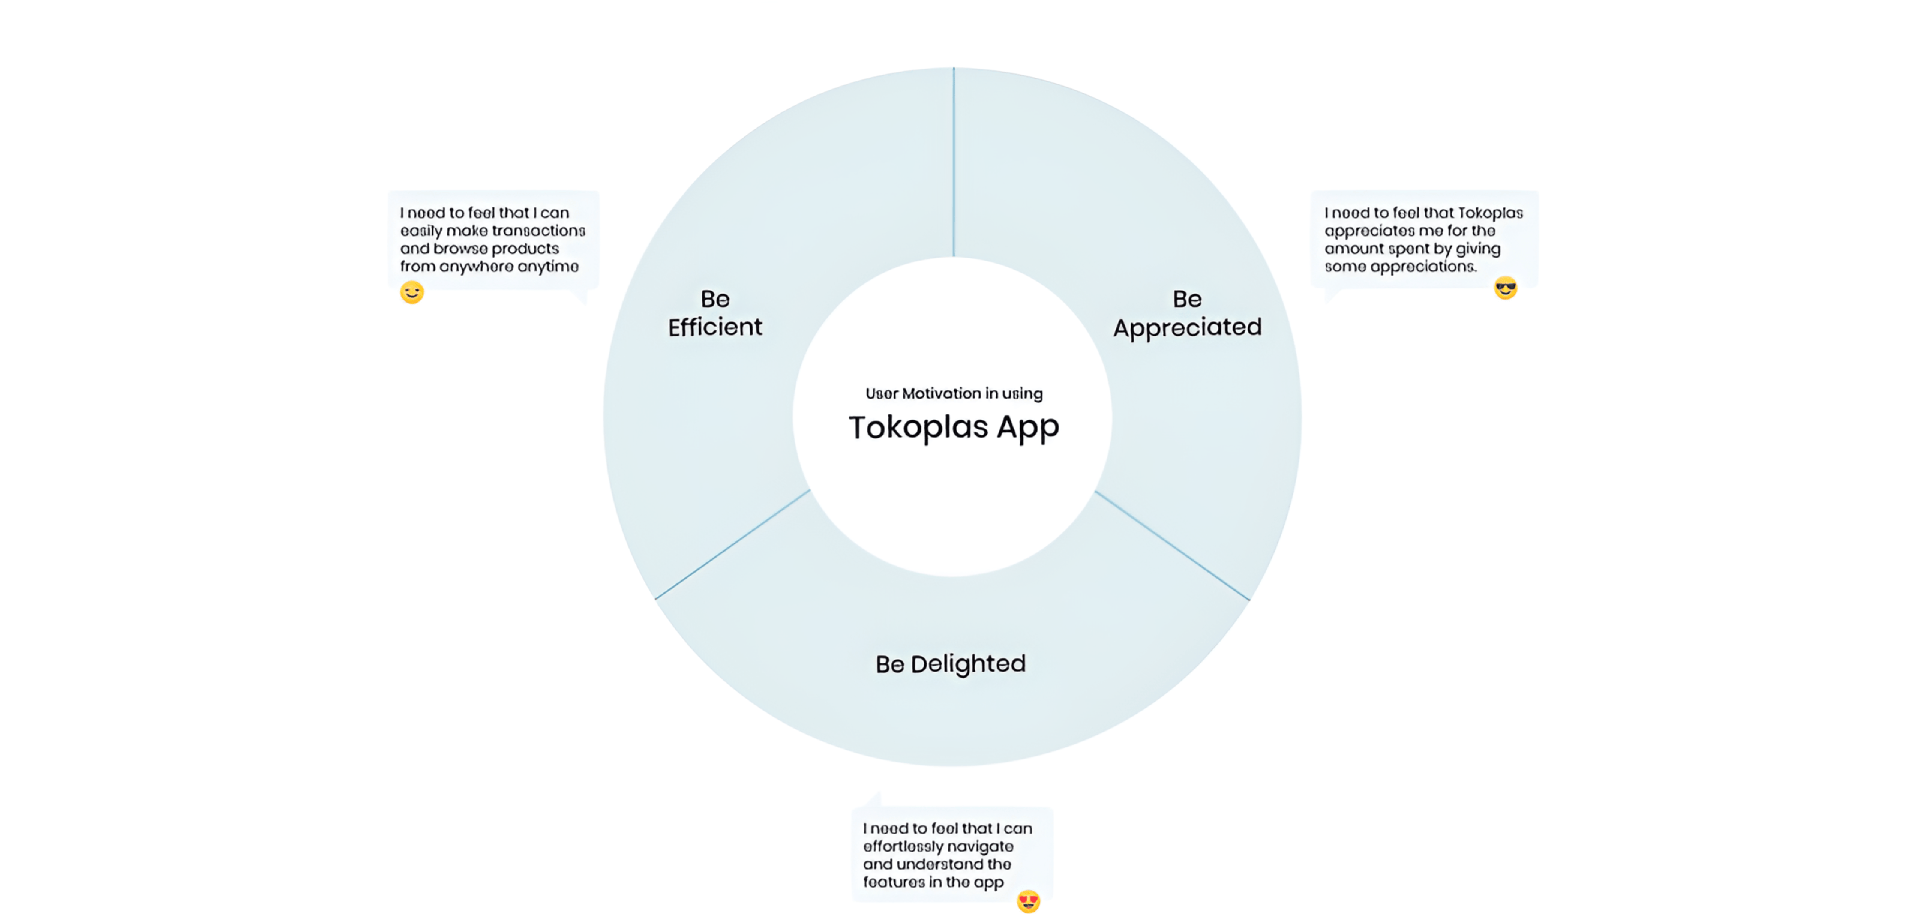 I need to feel that I can
easily make transactions
and browse products
from anywhere anytime
I need to feel that Tokoplas
appreciates me for the
amount spent by giving
some appreciations.
Be
Efficient
Be
Appreciated
User Motivation in using
Tokoplas App
Be Delighted
I need to feel that I can
effortlessly navigate
and understand the
features in the app